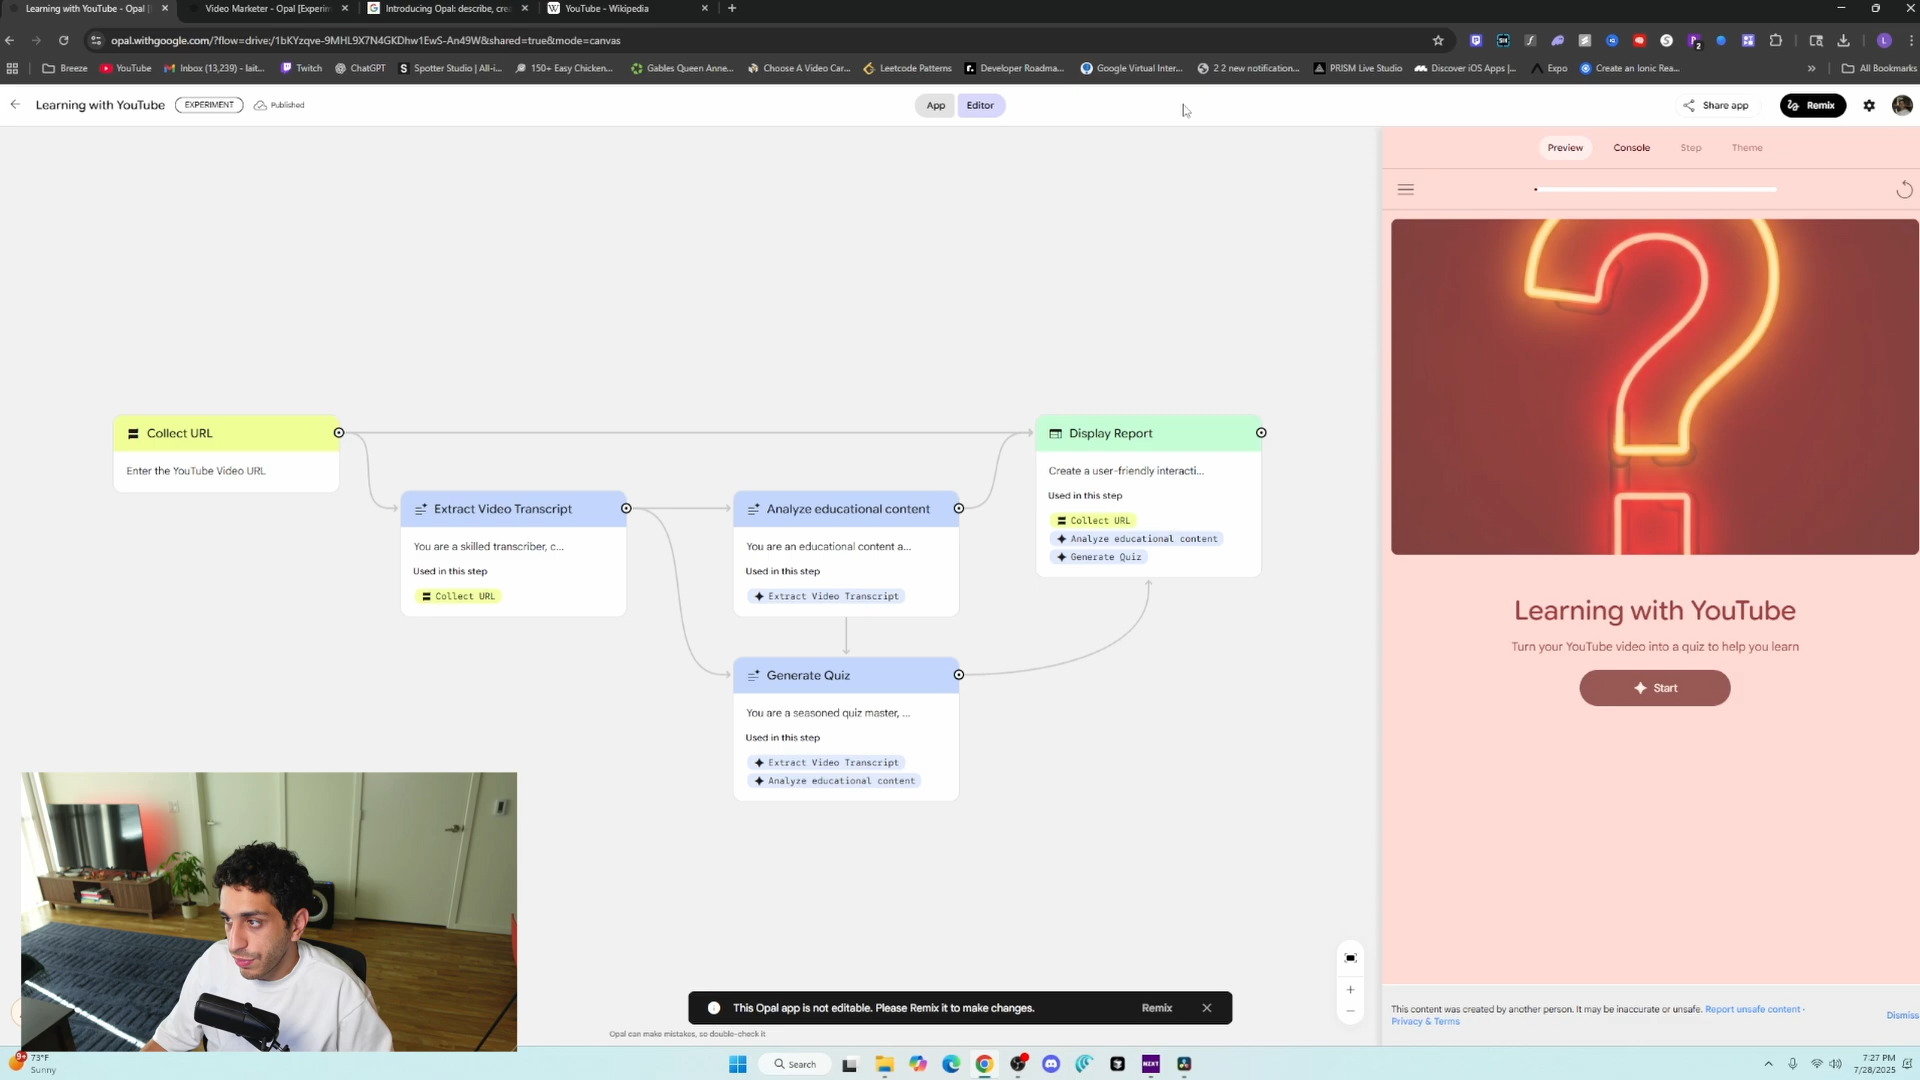 Learning with YouTube - Opal [
Video Marketer - Opal [Experim
Introducing Opal: describe, crea
YouTube - Wikipedia
opal.withgoogle.com/?flow=drive:/1bKYzqve-9MHL9X7N4GKDhw1EwS-An49W&shared=true&mode=canvas
Breeze
YouTube
Inbox (13,239) - lait...
Twitch
ChatGPT
Spotter Studio | All-i...
150+ Easy Chicken...
Gables Queen Anne...
Choose A Video Car...
Leetcode Patterns
Developer Roadma...
Google Virtual Inter...
2 2 new notification...
PRISM Live Studio
Discover iOS Apps |...
Expo
Create an Ionic Rea...
»
All Bookmarks
Learning with YouTube
EXPERIMENT
Published
App
Editor
Share app
Remix
Preview
Console
Step
Theme
Collect URL
Enter the YouTube Video URL
Extract Video Transcript
You are a skilled transcriber, c...
Used in this step
Collect URL
Analyze educational content
You are an educational content a...
Used in this step
Extract Video Transcript
Generate Quiz
You are a seasoned quiz master, ...
Used in this step
Extract Video Transcript
Analyze educational content
Display Report
Create a user-friendly interacti...
Used in this step
Collect URL
Analyze educational content
Generate Quiz
Learning with YouTube
Turn your YouTube video into a quiz to help you learn
Start
This Opal app is not editable. Please Remix it to make changes.
Remix
Opal can make mistakes, so double-check it
This content was created by another person. It may be inaccurate or unsafe. Report unsafe content ·
Privacy & Terms
Dismiss
9+
73°F
Sunny
Search
7:27 PM
7/28/2025